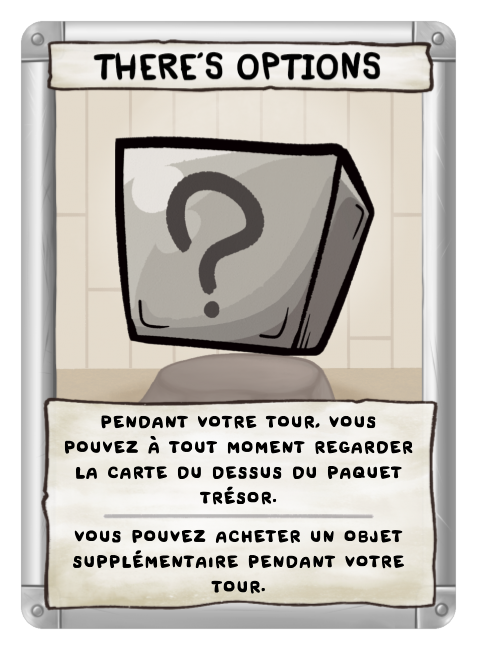 THERE'S OPTIONS
?
PENDANT VOTRE TOUR, VOUS
POUVEZ À TOUT MOMENT REGARDER
LA CARTE DU DESSUS DU PAQUET
TRÉSOR.
VOUS POUVEZ ACHETER UN OBJET
SUPPLÉMENTAIRE PENDANT VOTRE
TOUR.